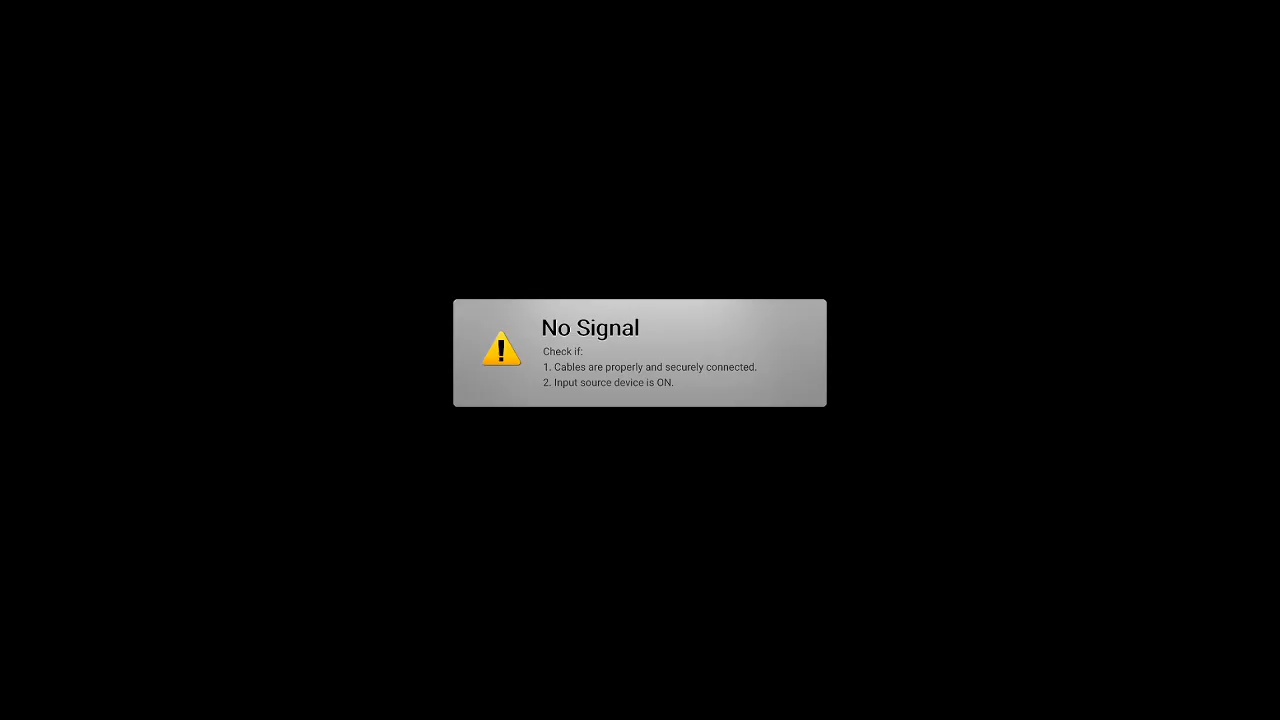 No Signal
Check if:
1. Cables are properly and securely connected.
2. Input source device is ON.